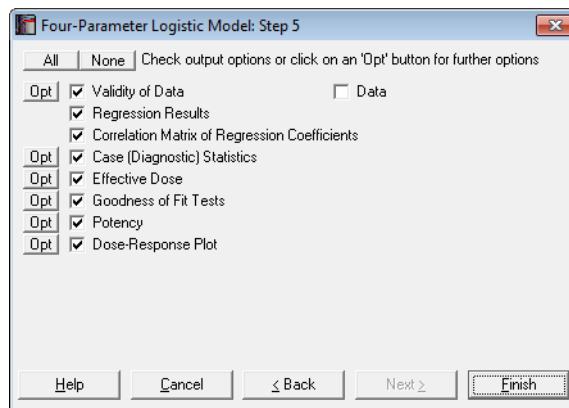 Four-Parameter Logistic Model: Step 5
All None Check output options or click on an 'Opt' button for further options
Opt Validity of Data Data
Regression Results
Correlation Matrix of Regression Coefficients
Opt Case (Diagnostic) Statistics
Opt Effective Dose
Opt Goodness of Fit Tests
Opt Potency
Opt Dose-Response Plot
Help Cancel < Back Next > Finish